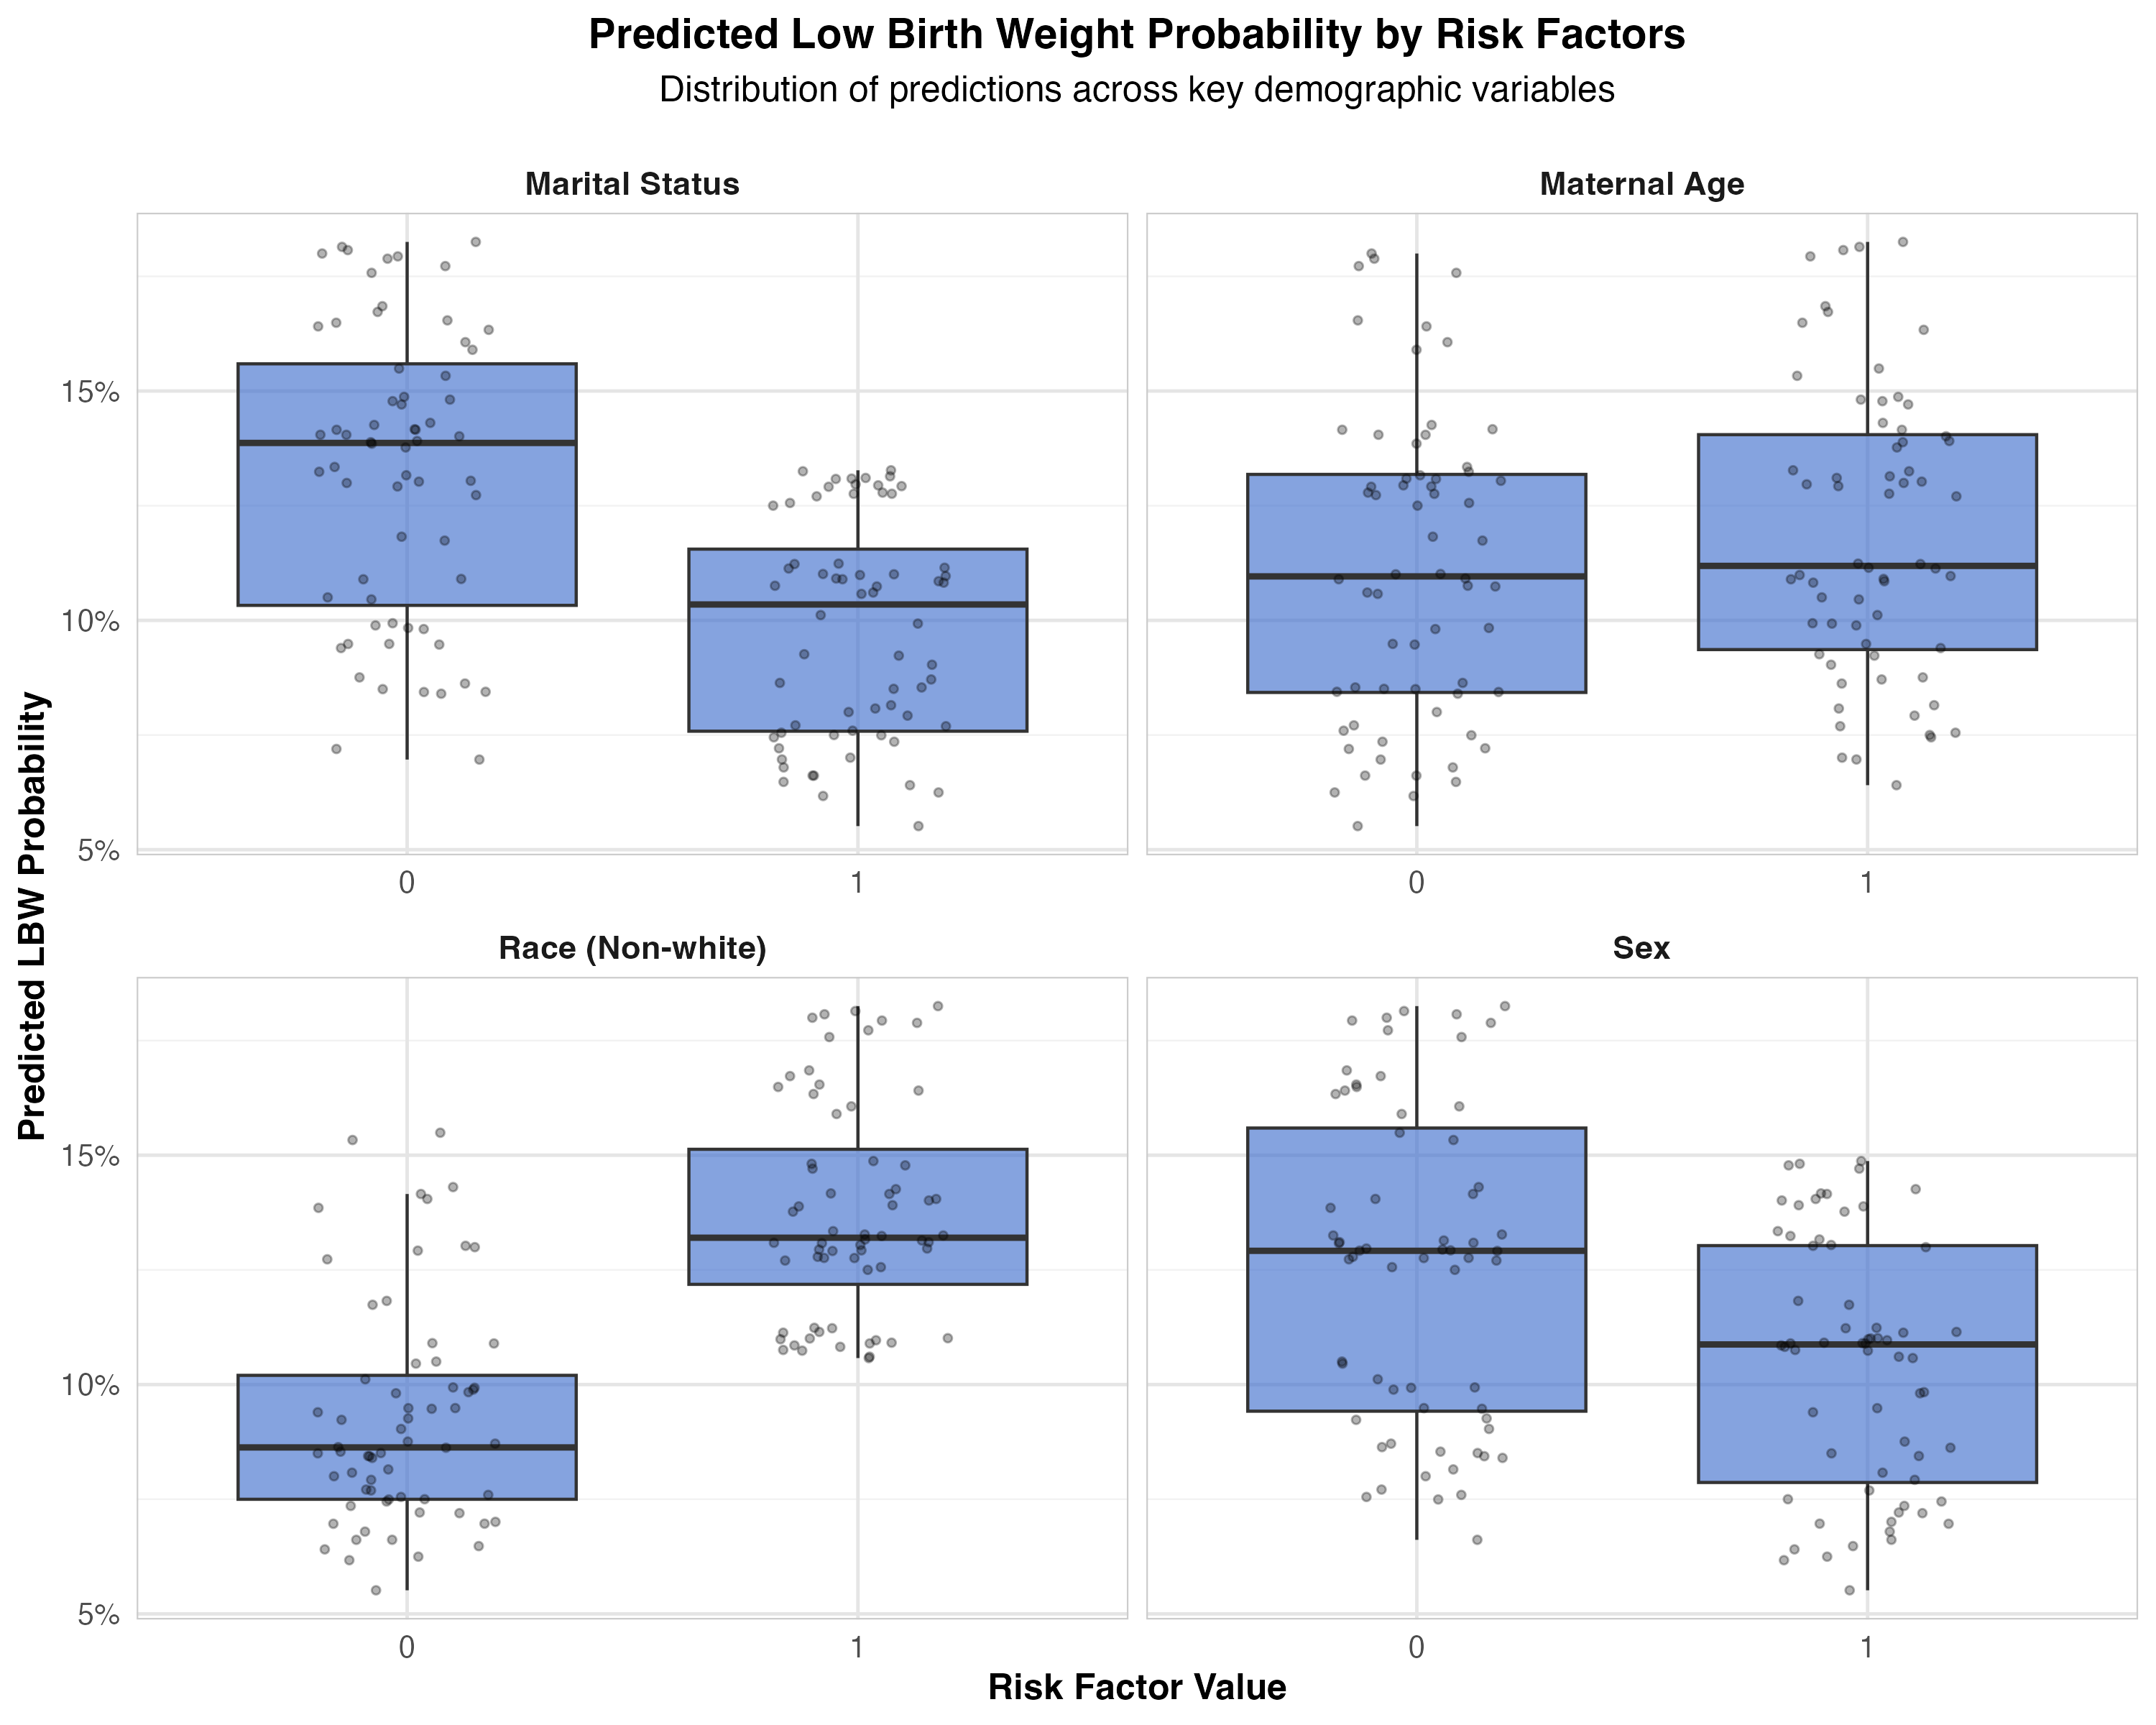 Predicted Low Birth Weight Probability by Risk Factors
Distribution of predictions across key demographic variables
Marital Status
Maternal Age
15%
10%
5%
0
1
0
1
Race (Non-white)
Sex
15%
10%
5%
0
1
0
1
Predicted LBW Probability
Risk Factor Value